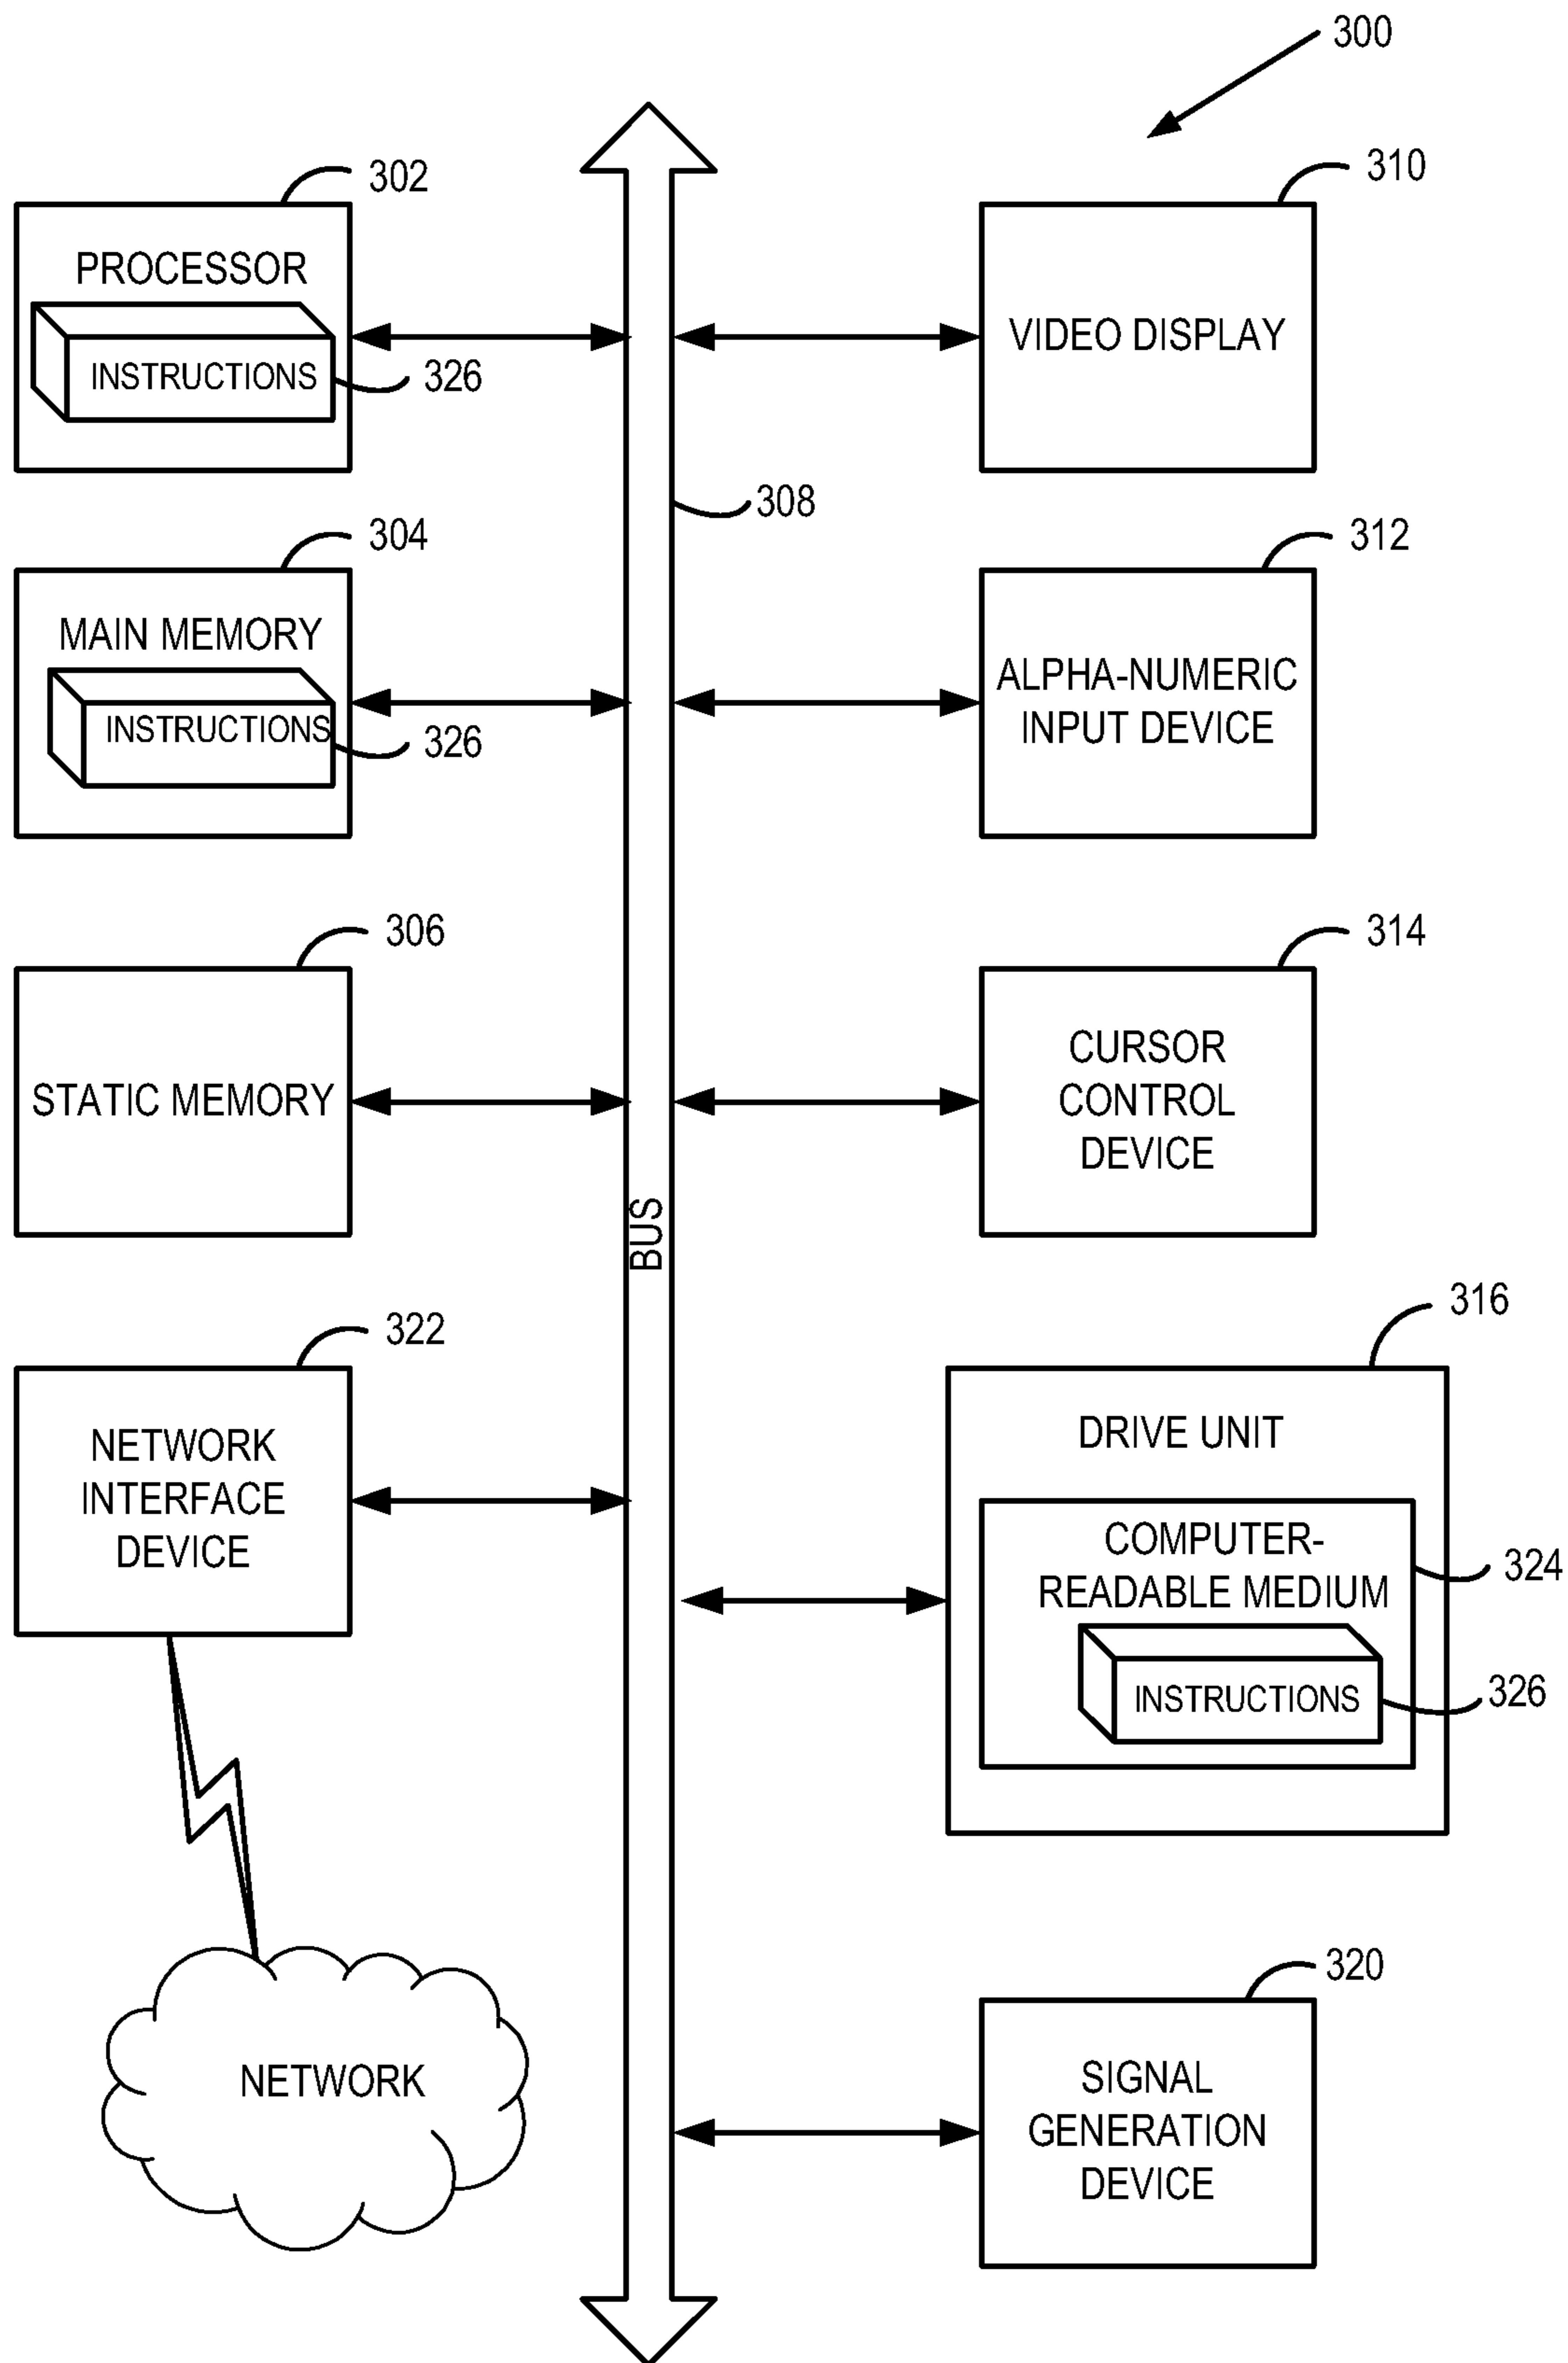 300
302
PROCESSOR
INSTRUCTIONS
326
304
MAIN MEMORY
INSTRUCTIONS
326
306
STATIC MEMORY
322
NETWORK
INTERFACE
DEVICE
NETWORK
308
BUS
310
VIDEO DISPLAY
312
ALPHA-NUMERIC
INPUT DEVICE
314
CURSOR
CONTROL
DEVICE
316
DRIVE UNIT
COMPUTER-
READABLE MEDIUM
324
INSTRUCTIONS
326
320
SIGNAL
GENERATION
DEVICE